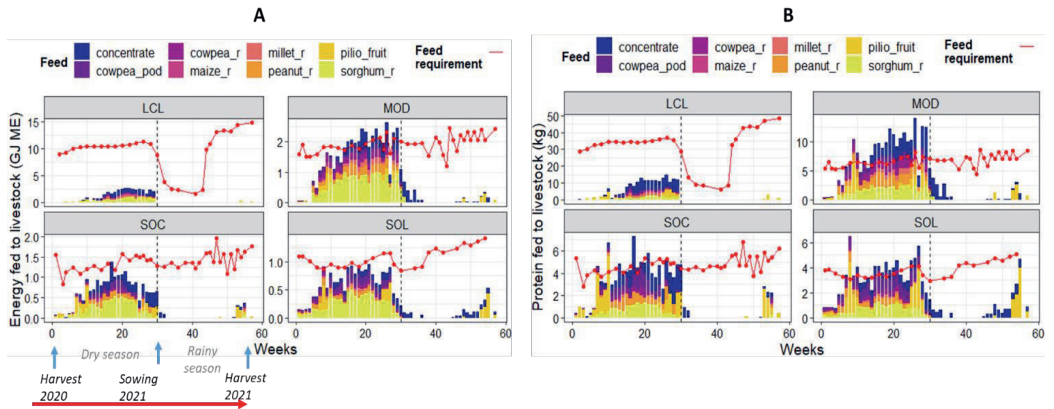 A
Feed
concentrate
cowpea_pod
cowpea_r
maize_r
millet_r
peanut_r
pilio_fruit
sorghum_r
Feed
requirement
LCL
MOD
15
10
5
0
2
1
0
SOC
SOL
2.0
1.5
1.0
0.5
0.0
1.0
0.5
0.0
Energy fed to livestock (GJ ME)
0 20 40 60 0 20 40 60
Weeks
Dry season
Rainy
season
Harvest
2020
Sowing
2021
Harvest
2021
B
Feed
concentrate
cowpea_pod
cowpea_r
maize_r
millet_r
peanut_r
pilio_fruit
sorghum_r
Feed
requirement
LCL
MOD
50
40
30
20
10
0
10
5
0
SOC
SOL
6
4
2
0
6
4
2
0
Protein fed to livestock (kg)
0 20 40 60 0 20 40 60
Weeks